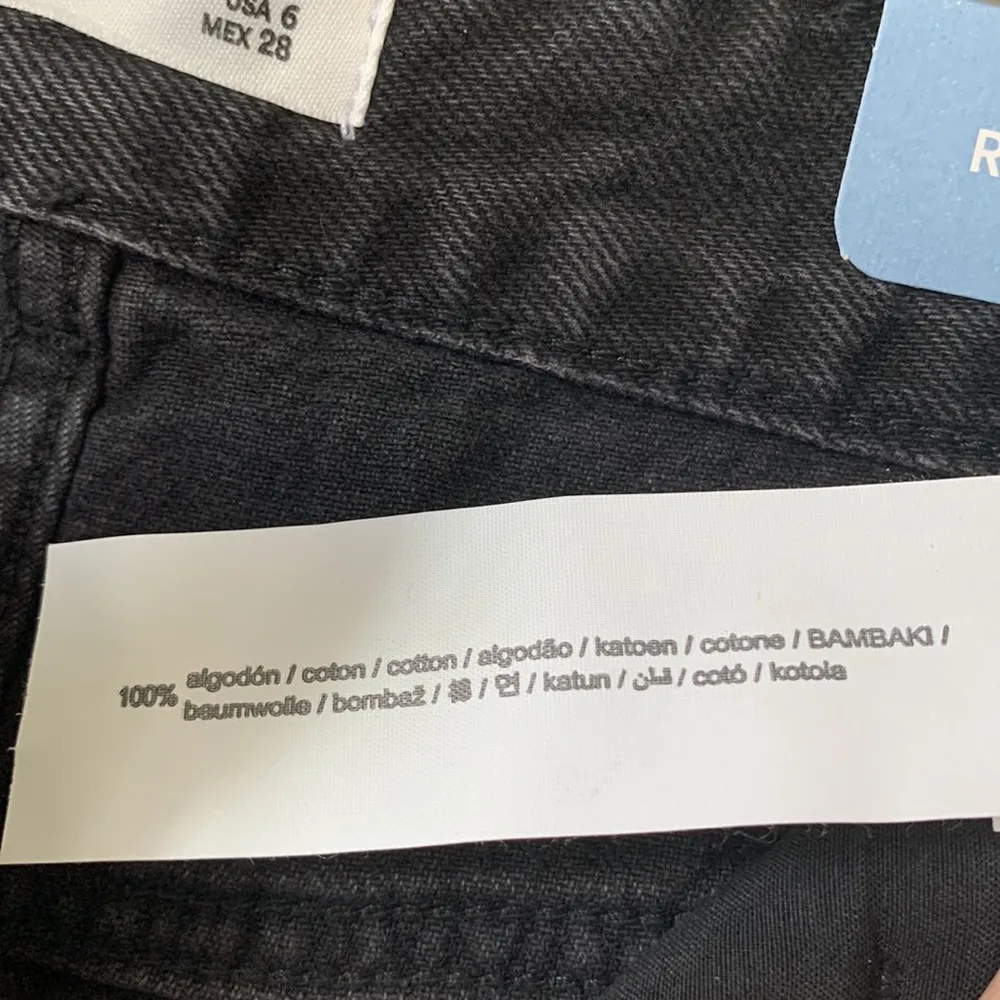 USA 6
MEX 28
R
100% algodón / coton / cotton / algodão / katoen / cotone / BAMBAKI /
baumwolle / bombaž / 棉 / 면 / katun / قطن / cotó / kotoia